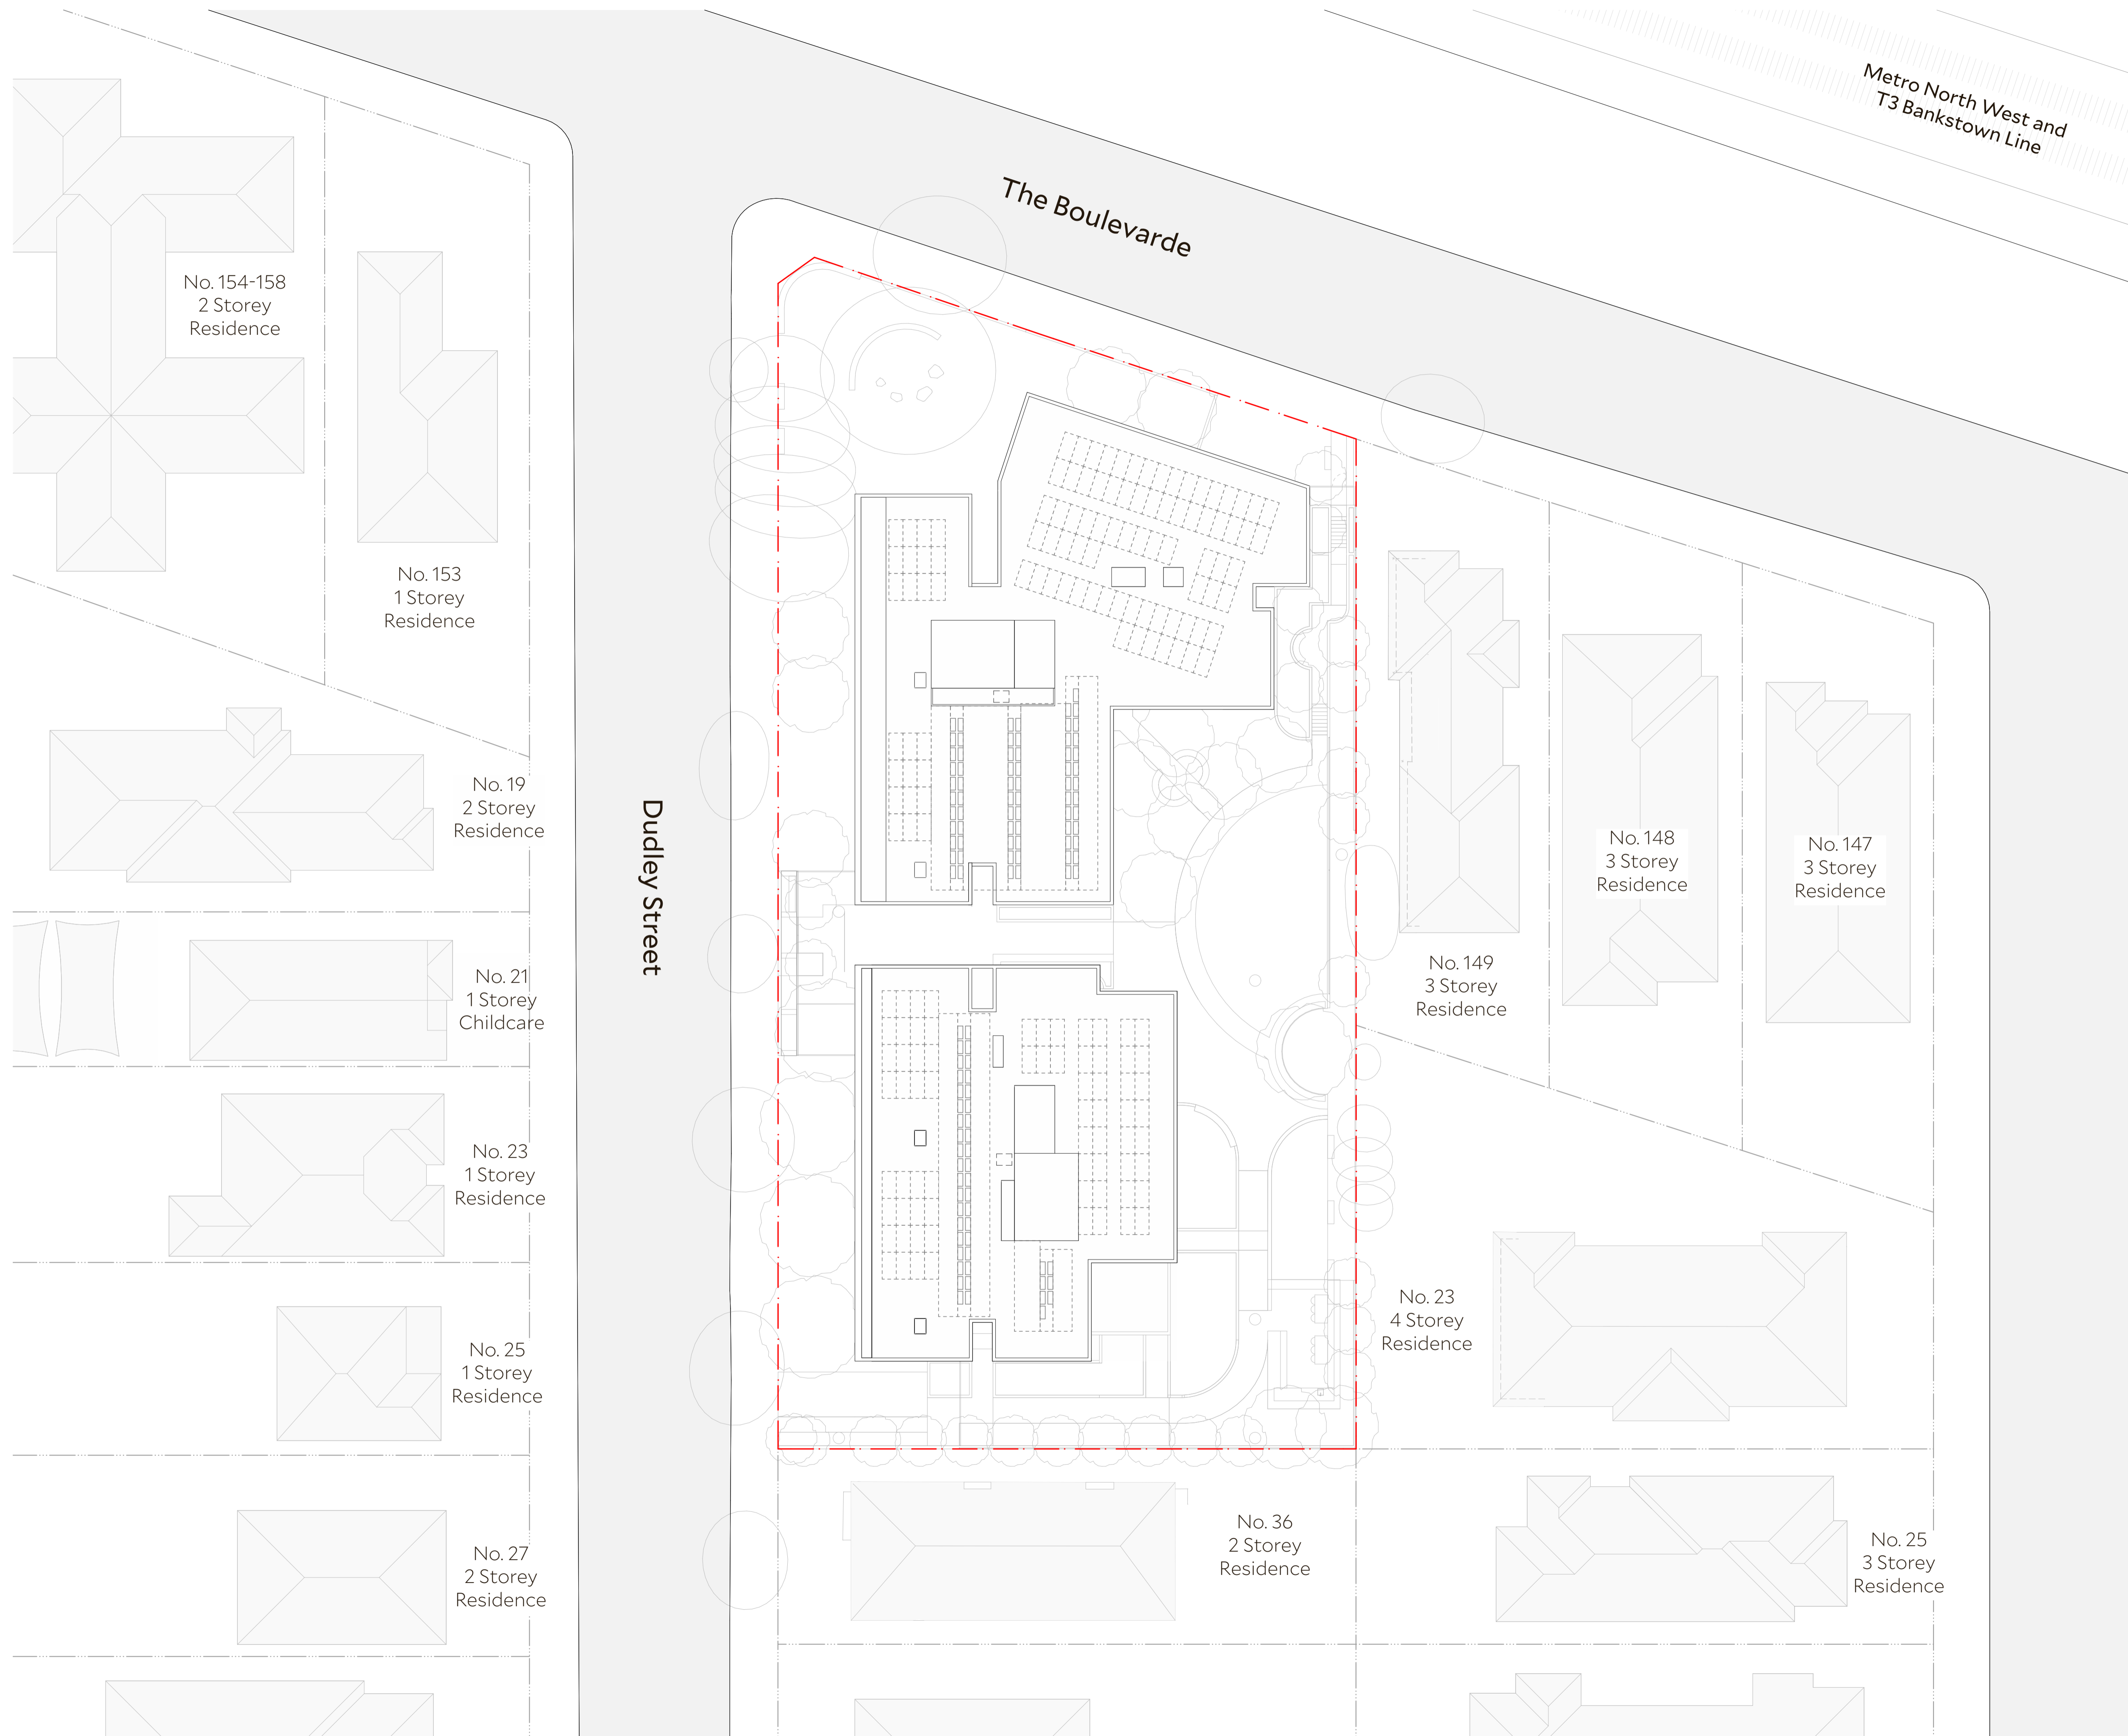 Metro North West and
T3 Bankstown Line
The Boulevarde
No. 154-158
2 Storey
Residence
No. 153
1 Storey
Residence
No. 19
2 Storey
Residence
Dudley Street
No. 148
3 Storey
Residence
No. 147
3 Storey
Residence
No. 21
1 Storey
Childcare
No. 149
3 Storey
Residence
No. 23
1 Storey
Residence
No. 23
4 Storey
Residence
No. 25
1 Storey
Residence
No. 36
2 Storey
Residence
No. 25
3 Storey
Residence
No. 27
2 Storey
Residence